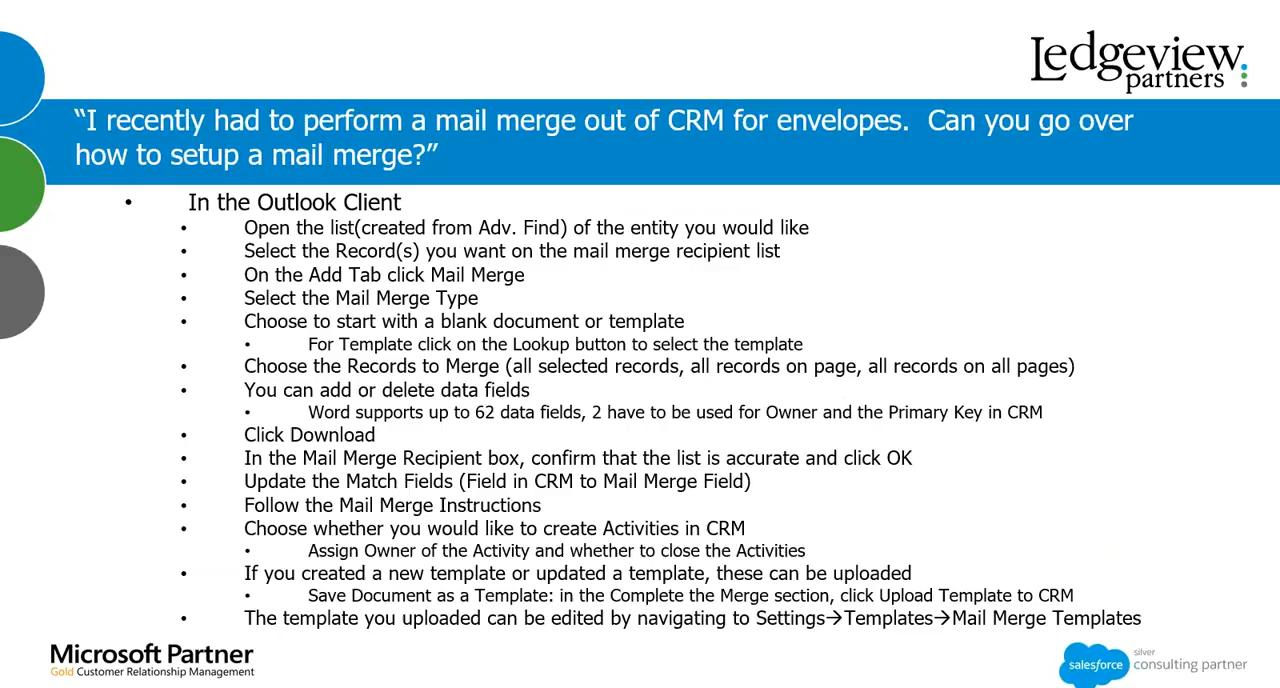 Ledgeview
partners
“I recently had to perform a mail merge out of CRM for envelopes.  Can you go over
how to setup a mail merge?”
• In the Outlook Client
• Open the list(created from Adv. Find) of the entity you would like
• Select the Record(s) you want on the mail merge recipient list
• On the Add Tab click Mail Merge
• Select the Mail Merge Type
• Choose to start with a blank document or template
• For Template click on the Lookup button to select the template
• Choose the Records to Merge (all selected records, all records on page, all records on all pages)
• You can add or delete data fields
• Word supports up to 62 data fields, 2 have to be used for Owner and the Primary Key in CRM
• Click Download
• In the Mail Merge Recipient box, confirm that the list is accurate and click OK
• Update the Match Fields (Field in CRM to Mail Merge Field)
• Follow the Mail Merge Instructions
• Choose whether you would like to create Activities in CRM
• Assign Owner of the Activity and whether to close the Activities
• If you created a new template or updated a template, these can be uploaded
• Save Document as a Template: in the Complete the Merge section, click Upload Template to CRM
• The template you uploaded can be edited by navigating to Settings→Templates→Mail Merge Templates
Microsoft Partner
Gold Customer Relationship Management
salesforce
silver
consulting partner